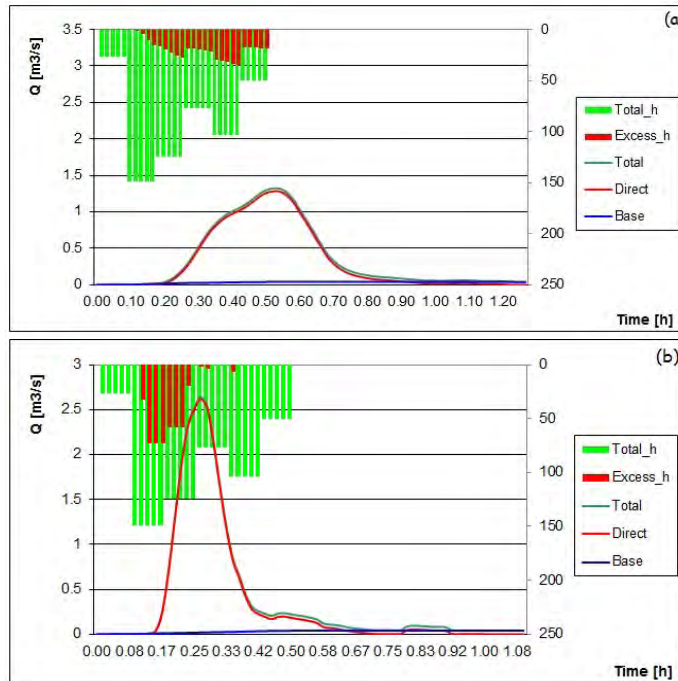 (a
Q [m3/s]
3.5
3
2.5
2
1.5
1
0.5
0
0
50
100
150
200
250
0.00 0.10 0.20 0.30 0.40 0.50 0.60 0.70 0.90 1.00 1.10 1.20
Time [h]
Total_h
Excess_h
Total
Direct
Base
(b)
Q [m3/s]
3
2.5
2
1.5
1
0.5
0
0
50
100
150
200
250
0.00 0.08 0.17 0.25 0.33 0.42 0.50 0.58 0.67 0.75 0.83 0.92 1.00 1.08
Time [h]
Total_h
Excess_h
Total
Direct
Base